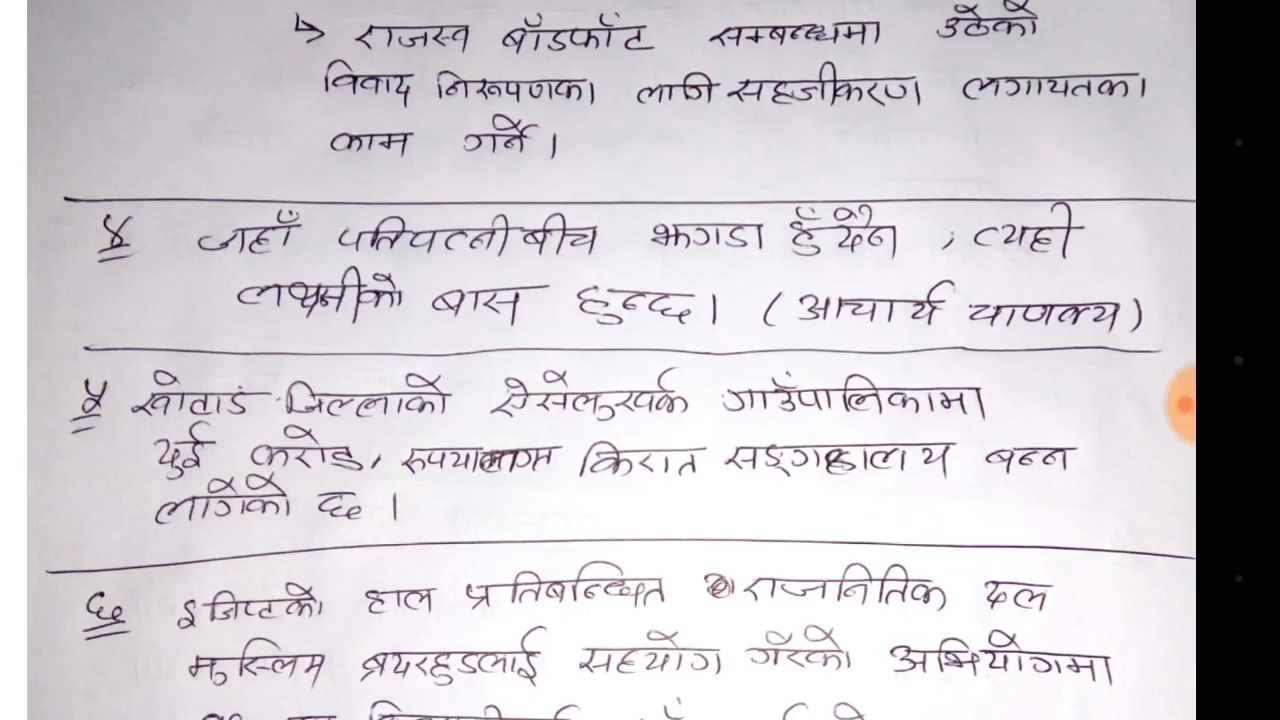 ↳ राजस्व बाँडफाँट सम्बन्धमा उठेको
विवाद निरूपणका लागि सहजीकरण लगायतका
काम गर्ने।
४ जहाँ पतिपत्नीबीच झगडा हुँदैन, त्यही
लक्ष्मीको बास हुन्छ। (आचार्य चाणक्य)
५ खोटाङ जिल्लाको ऐसेलुखर्क गाउँपालिकामा
दुई करोड, रुपया किरात सङ्ग्रहालय बन्न
लागेको छ।
६ इजिप्टको हाल प्रतिबन्धित राजनितिक दल
मुस्लिम ब्रदरहुडलाई सहयोग गरेको अभियोगमा